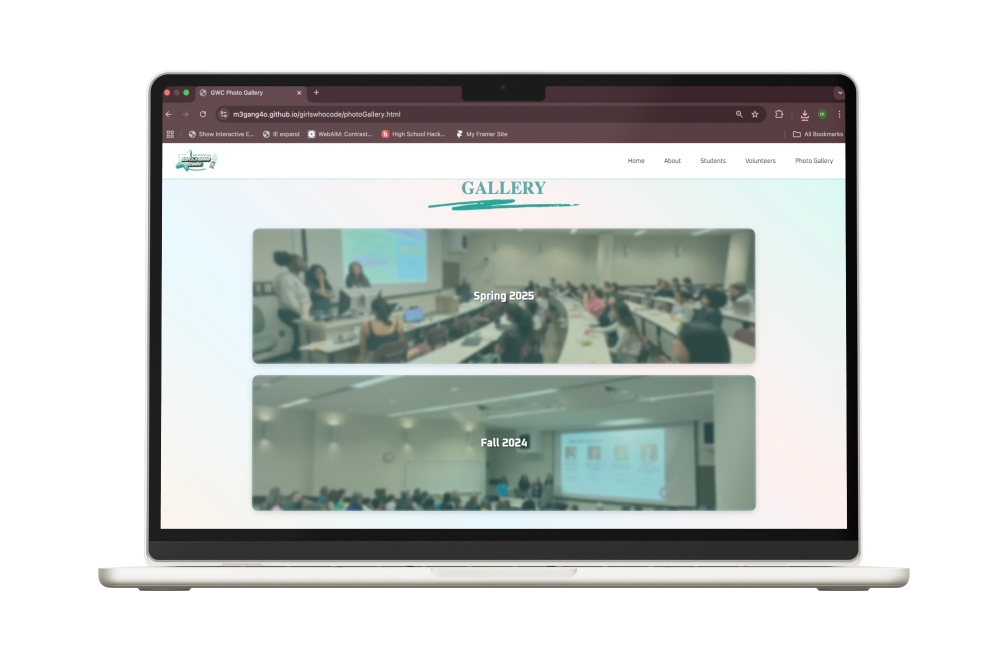 GWC Photo Gallery
m3gang4o.github.io/girlswhocode/photoGallery.html
m
Show Interactive E...
IE expand
WebAIM: Contrast...
High School Hack...
My Framer Site
All Bookmarks
Home
About
Students
Volunteers
Photo Gallery
GALLERY
Spring 2025
Fall 2024